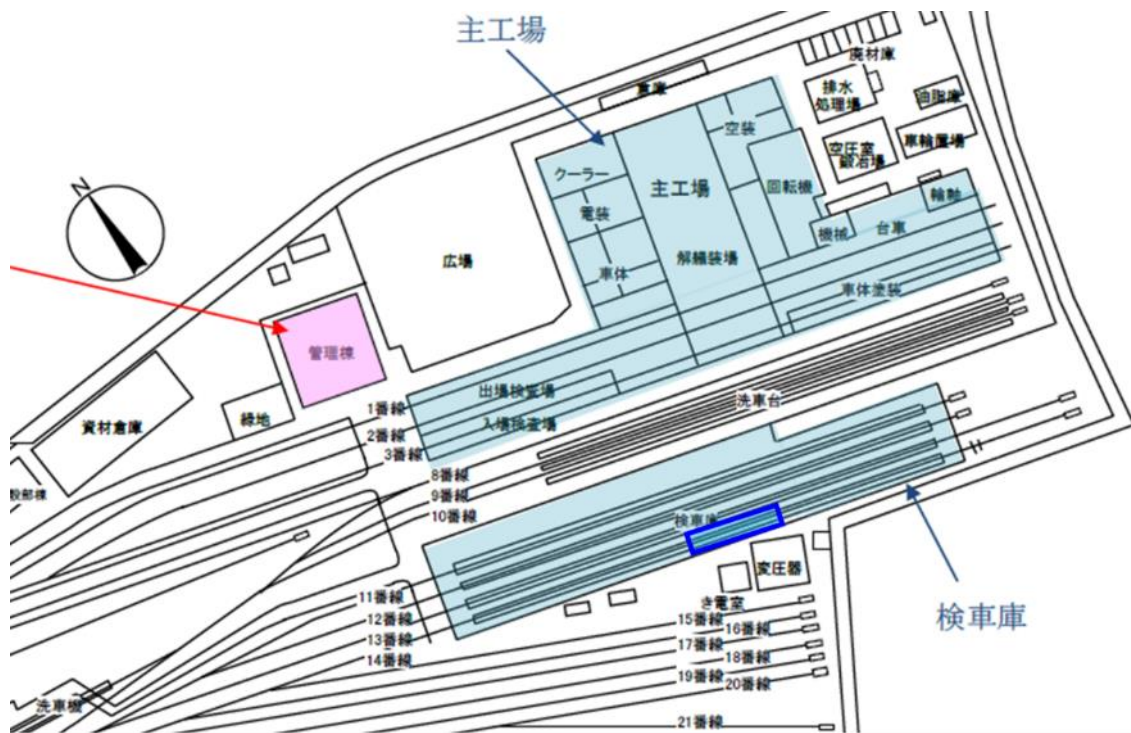 主工場
廃材庫
倉庫
排水
処理場
油脂庫
空装
空圧室
鍛冶場
車輪置場
クーラー
主工場
回転機
輪軸
電装
機械
台車
N
広場
解艤装場
車体
車体塗装
管理棟
出場検査場
洗車台
緑地
資材倉庫
1番線
入場検査場
2番線
3番線
8番線
9番線
10番線
検車庫
変圧器
き電室
検車庫
11番線
12番線
13番線
14番線
15番線
16番線
17番線
18番線
19番線
20番線
洗車機
21番線